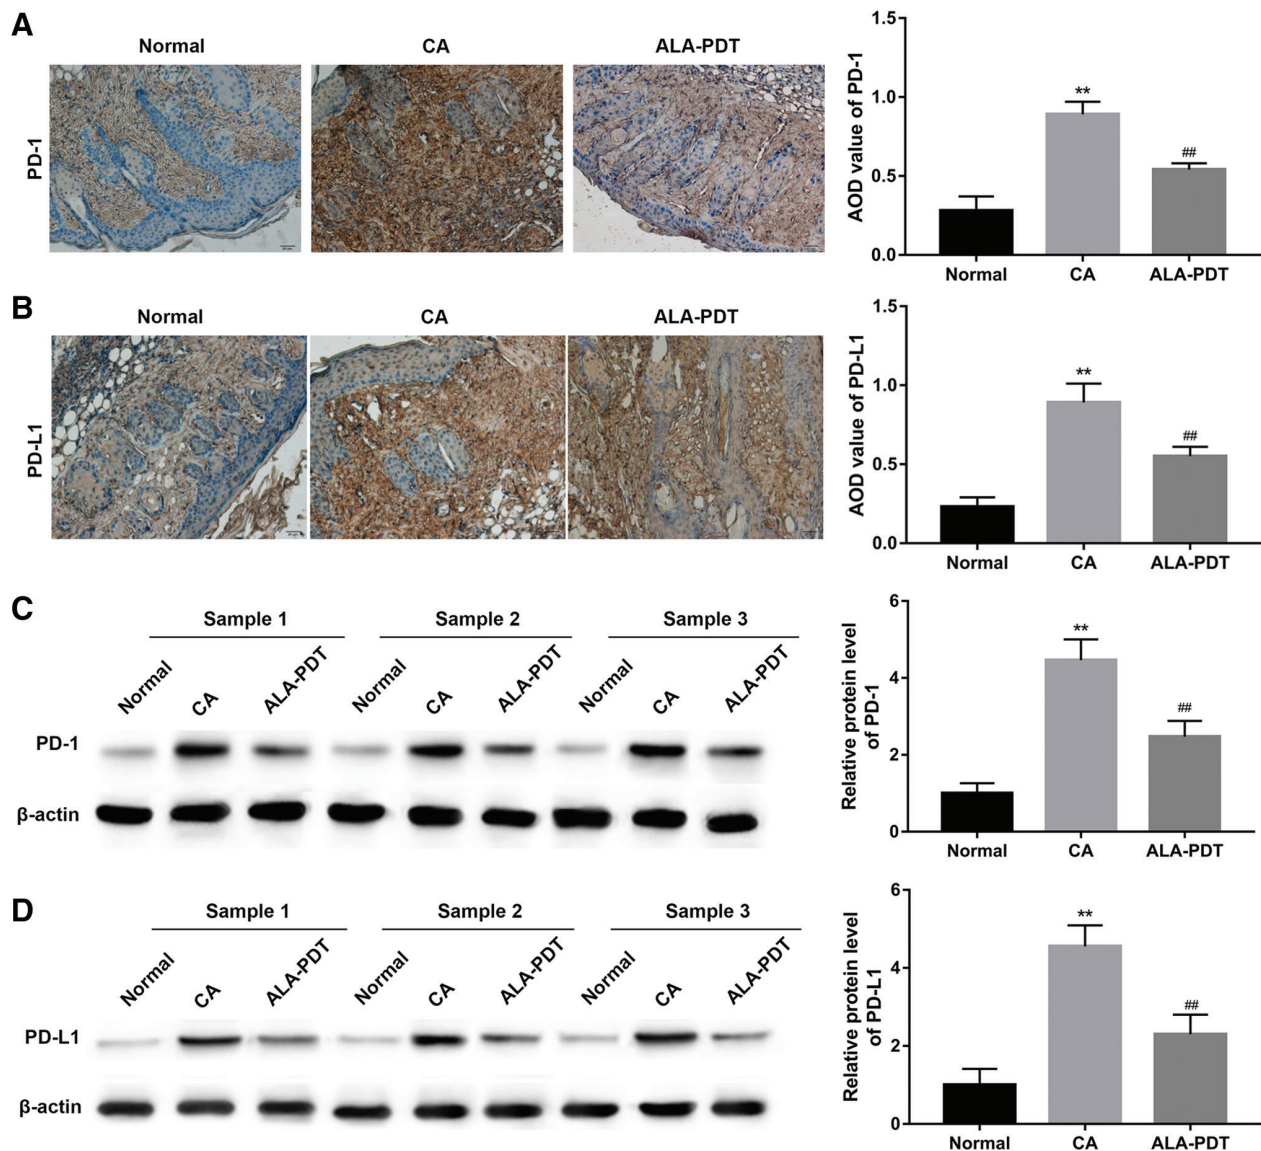 A
Normal
CA
ALA-PDT
PD-1
AOD value of PD-1
1.5
1.0
0.5
0.0
**
##
Normal
CA
ALA-PDT
B
Normal
CA
ALA-PDT
PD-L1
AOD value of PD-L1
1.5
1.0
0.5
0.0
**
##
Normal
CA
ALA-PDT
C
Sample 1
Sample 2
Sample 3
Normal
CA
ALA-PDT
Normal
CA
ALA-PDT
Normal
CA
ALA-PDT
PD-1
β-actin
Relative protein level
of PD-1
6
4
2
0
**
##
Normal
CA
ALA-PDT
D
Sample 1
Sample 2
Sample 3
Normal
CA
ALA-PDT
Normal
CA
ALA-PDT
Normal
CA
ALA-PDT
PD-L1
β-actin
Relative protein level
of PD-L1
6
4
2
0
**
##
Normal
CA
ALA-PDT